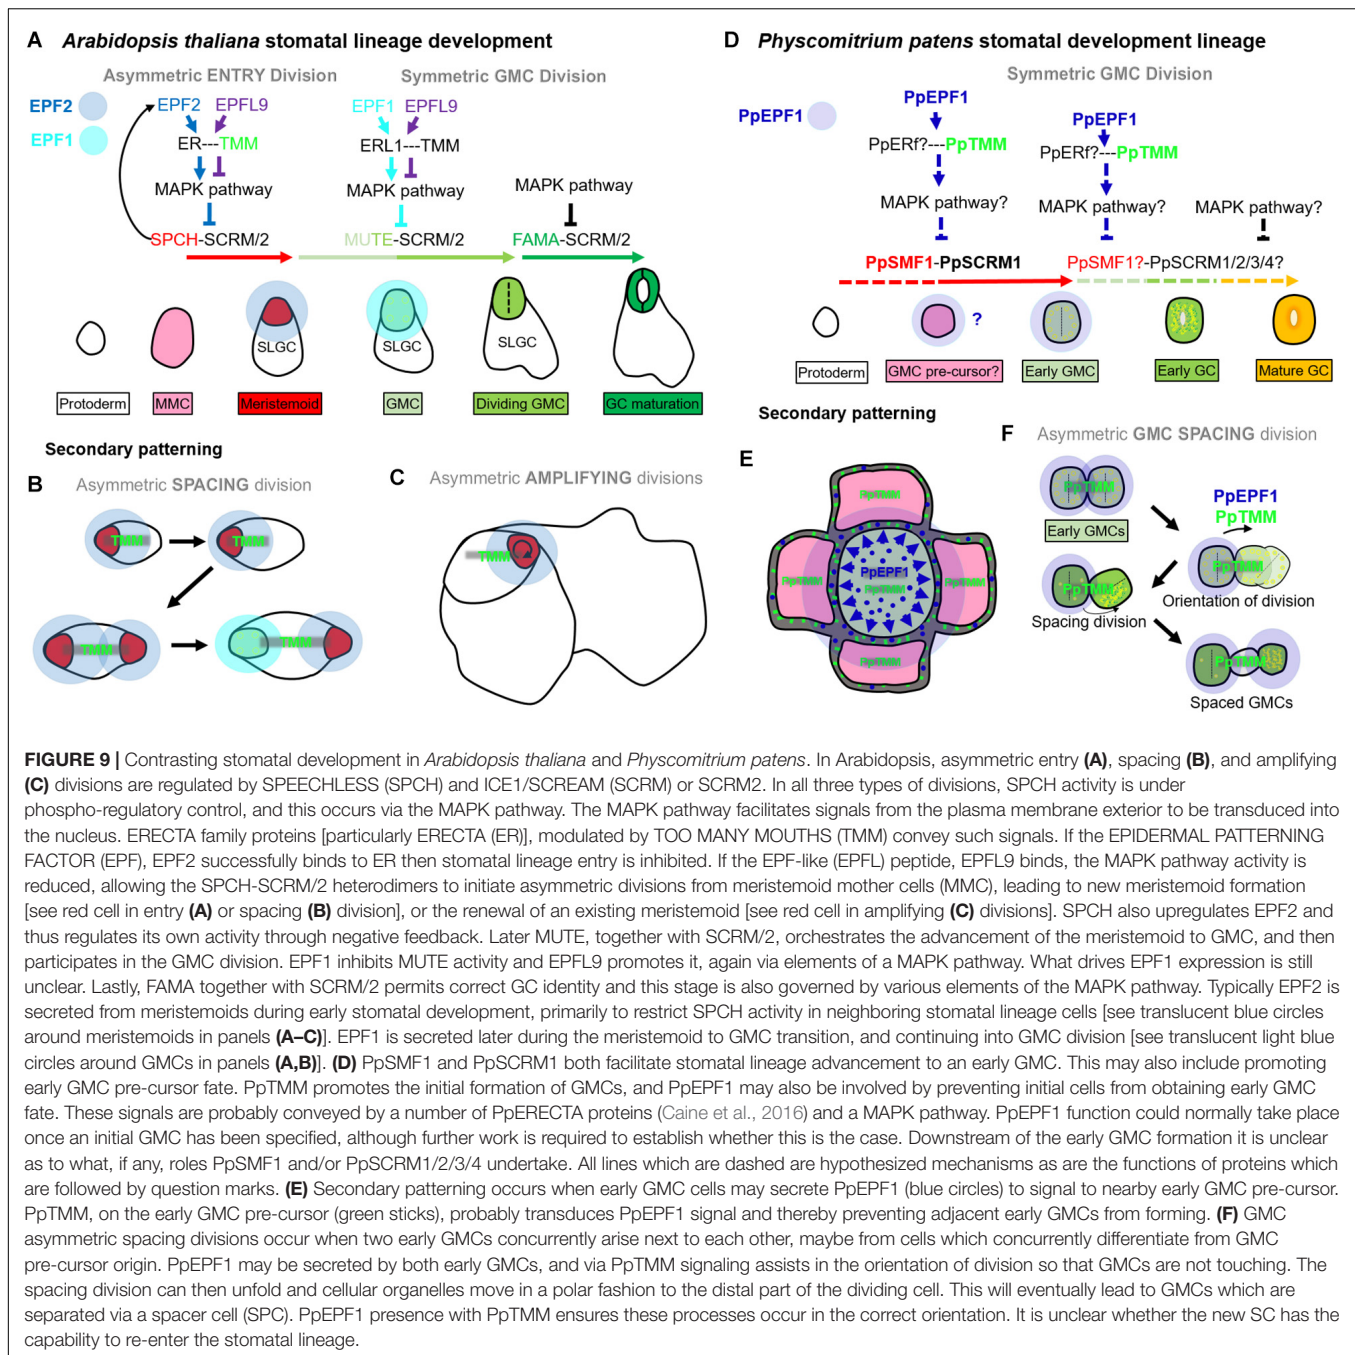 A Arabidopsis thaliana stomatal lineage development
Asymmetric ENTRY Division
Symmetric GMC Division
EPF2
EPF1
EPF2 EPFL9
ER---TMM
MAPK pathway
SPCH-SCRM/2
EPF1 EPFL9
ERL1---TMM
MAPK pathway
MUTE-SCRM/2
MAPK pathway
FAMA-SCRM/2
SLGC
SLGC
SLGC
Protoderm
MMC
Meristemoid
GMC
Dividing GMC
GC maturation
D Physcomitrium patens stomatal development lineage
Symmetric GMC Division
PpEPF1
PpEPF1
PpERf?---PpTMM
MAPK pathway?
PpSMF1-PpSCRM1
PpEPF1
PpERf?---PpTMM
MAPK pathway?
MAPK pathway?
PpSMF1?-PpSCRM1/2/3/4?
?
Protoderm
GMC pre-cursor?
Early GMC
Early GC
Mature GC
Secondary patterning
B Asymmetric SPACING division
TMM
TMM
TMM
TMM
C Asymmetric AMPLIFYING divisions
TMM
Secondary patterning
E
PpTMM
PpTMM
PpEPF1
PpTMM
PpTMM
PpTMM
F Asymmetric GMC SPACING division
PpTMM
Early GMCs
PpEPF1
PpTMM
PpTMM
Orientation of division
PpTMM
Spacing division
PpTMM
Spaced GMCs
FIGURE 9 | Contrasting stomatal development in Arabidopsis thaliana and Physcomitrium patens. In Arabidopsis, asymmetric entry (A), spacing (B), and amplifying
(C) divisions are regulated by SPEECHLESS (SPCH) and ICE1/SCREAM (SCRM) or SCRM2. In all three types of divisions, SPCH activity is under
phospho-regulatory control, and this occurs via the MAPK pathway. The MAPK pathway facilitates signals from the plasma membrane exterior to be transduced into
the nucleus. ERECTA family proteins [particularly ERECTA (ER)], modulated by TOO MANY MOUTHS (TMM) convey such signals. If the EPIDERMAL PATTERNING
FACTOR (EPF), EPF2 successfully binds to ER then stomatal lineage entry is inhibited. If the EPF-like (EPFL) peptide, EPFL9 binds, the MAPK pathway activity is
reduced, allowing the SPCH-SCRM/2 heterodimers to initiate asymmetric divisions from meristemoid mother cells (MMC), leading to new meristemoid formation
[see red cell in entry (A) or spacing (B) division], or the renewal of an existing meristemoid [see red cell in amplifying (C) divisions]. SPCH also upregulates EPF2 and
thus regulates its own activity through negative feedback. Later MUTE, together with SCRM/2, orchestrates the advancement of the meristemoid to GMC, and then
participates in the GMC division. EPF1 inhibits MUTE activity and EPFL9 promotes it, again via elements of a MAPK pathway. What drives EPF1 expression is still
unclear. Lastly, FAMA together with SCRM/2 permits correct GC identity and this stage is also governed by various elements of the MAPK pathway. Typically EPF2 is
secreted from meristemoids during early stomatal development, primarily to restrict SPCH activity in neighboring stomatal lineage cells [see translucent blue circles
around meristemoids in panels (A–C)]. EPF1 is secreted later during the meristemoid to GMC transition, and continuing into GMC division [see translucent light blue
circles around GMCs in panels (A,B)]. (D) PpSMF1 and PpSCRM1 both facilitate stomatal lineage advancement to an early GMC. This may also include promoting
early GMC pre-cursor fate. PpTMM promotes the initial formation of GMCs, and PpEPF1 may also be involved by preventing initial cells from obtaining early GMC
fate. These signals are probably conveyed by a number of PpERECTA proteins (Caine et al., 2016) and a MAPK pathway. PpEPF1 function could normally take place
once an initial GMC has been specified, although further work is required to establish whether this is the case. Downstream of the early GMC formation it is unclear
as to what, if any, roles PpSMF1 and/or PpSCRM1/2/3/4 undertake. All lines which are dashed are hypothesized mechanisms as are the functions of proteins which
are followed by question marks. (E) Secondary patterning occurs when early GMC cells may secrete PpEPF1 (blue circles) to signal to nearby early GMC pre-cursor.
PpTMM, on the early GMC pre-cursor (green sticks), probably transduces PpEPF1 signal and thereby preventing adjacent early GMCs from forming. (F) GMC
asymmetric spacing divisions occur when two early GMCs concurrently arise next to each other, maybe from cells which concurrently differentiate from GMC
pre-cursor origin. PpEPF1 may be secreted by both early GMCs, and via PpTMM signaling assists in the orientation of division so that GMCs are not touching. The
spacing division can then unfold and cellular organelles move in a polar fashion to the distal part of the dividing cell. This will eventually lead to GMCs which are
separated via a spacer cell (SPC). PpEPF1 presence with PpTMM ensures these processes occur in the correct orientation. It is unclear whether the new SC has the
capability to re-enter the stomatal lineage.